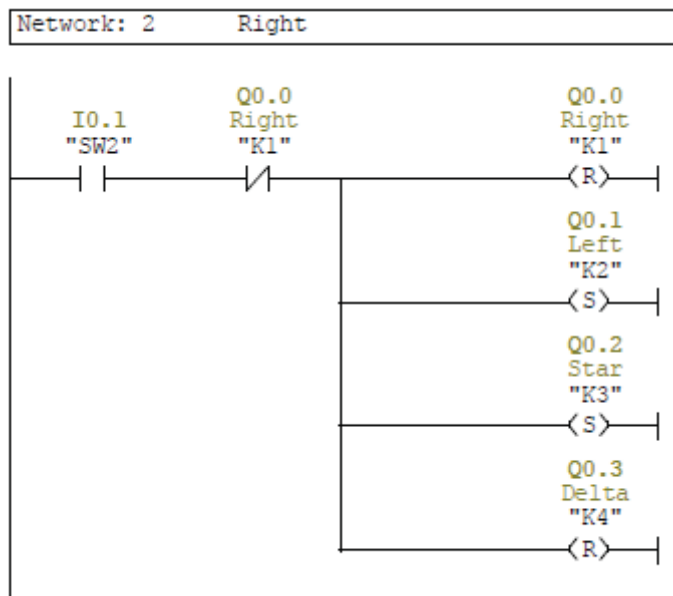 Network: 2 Right
Q0.0 Q0.0
I0.1 Right Right
"SW2" "K1" "K1"
R
Q0.1
Left
"K2"
S
Q0.2
Star
"K3"
S
Q0.3
Delta
"K4"
R